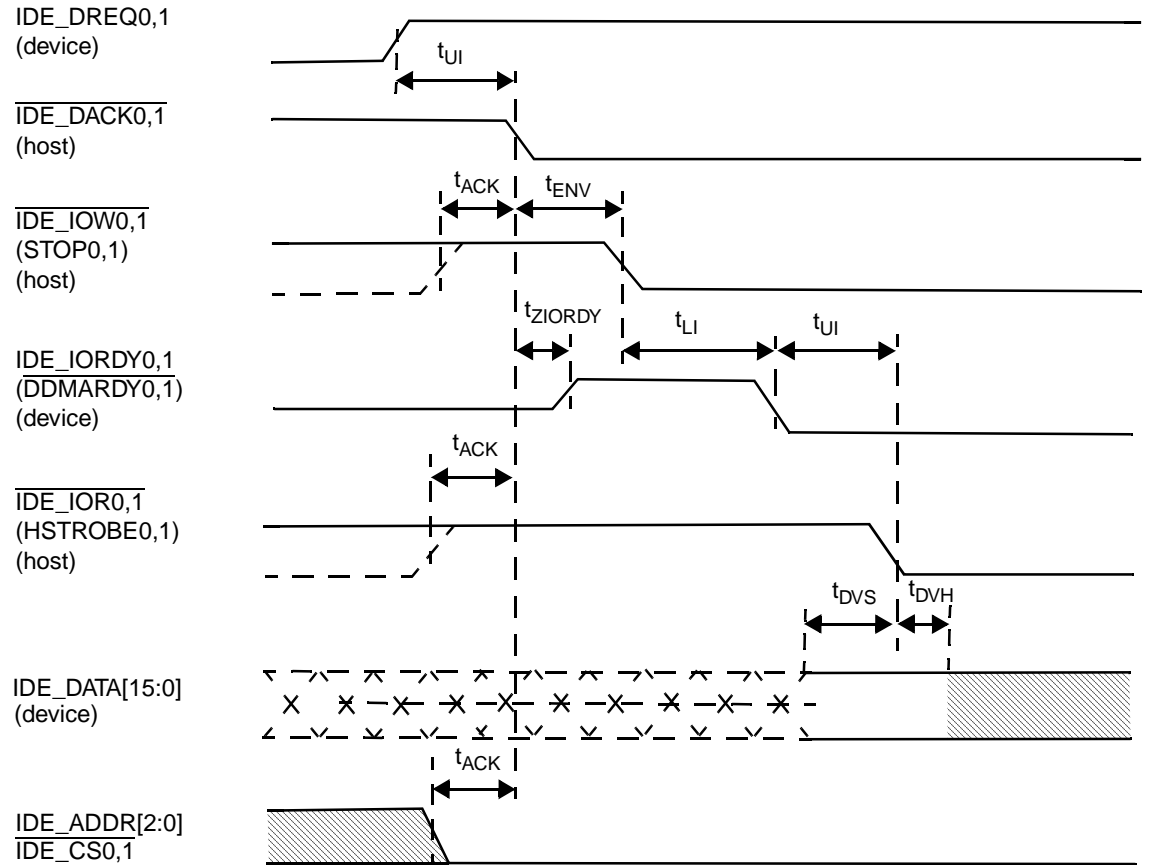 IDE_DREQ0,1
(device)
tUI
IDE_DACK0,1
(host)
tACK
tENV
IDE_IOW0,1
(STOP0,1)
(host)
tZIORDY
tLI
tUI
IDE_IORDY0,1
(DDMARDY0,1)
(device)
tACK
IDE_IOR0,1
(HSTROBE0,1)
(host)
tDVS
tDVH
IDE_DATA[15:0]
(device)
tACK
IDE_ADDR[2:0]
IDE_CS0,1